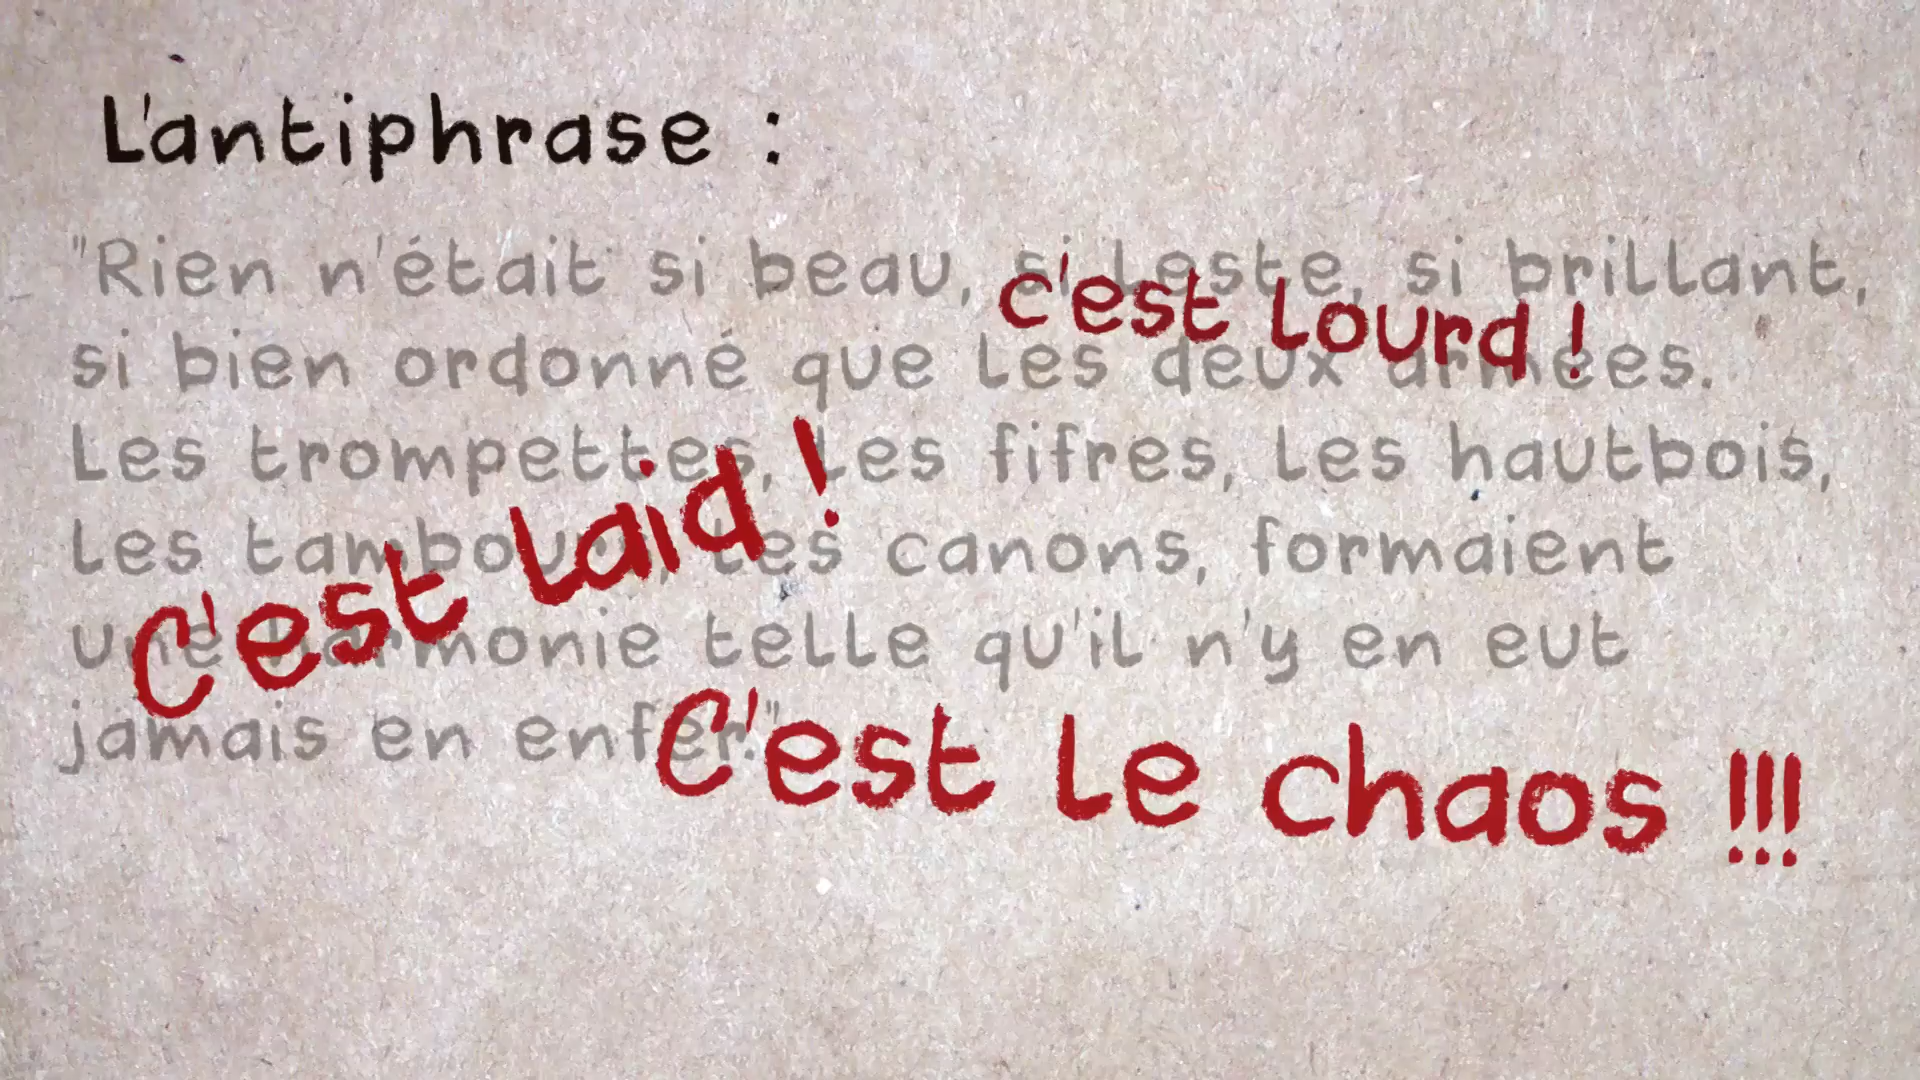 L'antiphrase :
"Rien n'était si beau, si leste, si brillant,
c'est lourd !
si bien ordonné que les deux armées.
Les trompettes, les fifres, les hautbois,
c'est laid !
les tambours, les canons, formaient
une harmonie telle qu'il n'y en eut
jamais en enfer."
C'est le chaos !!!